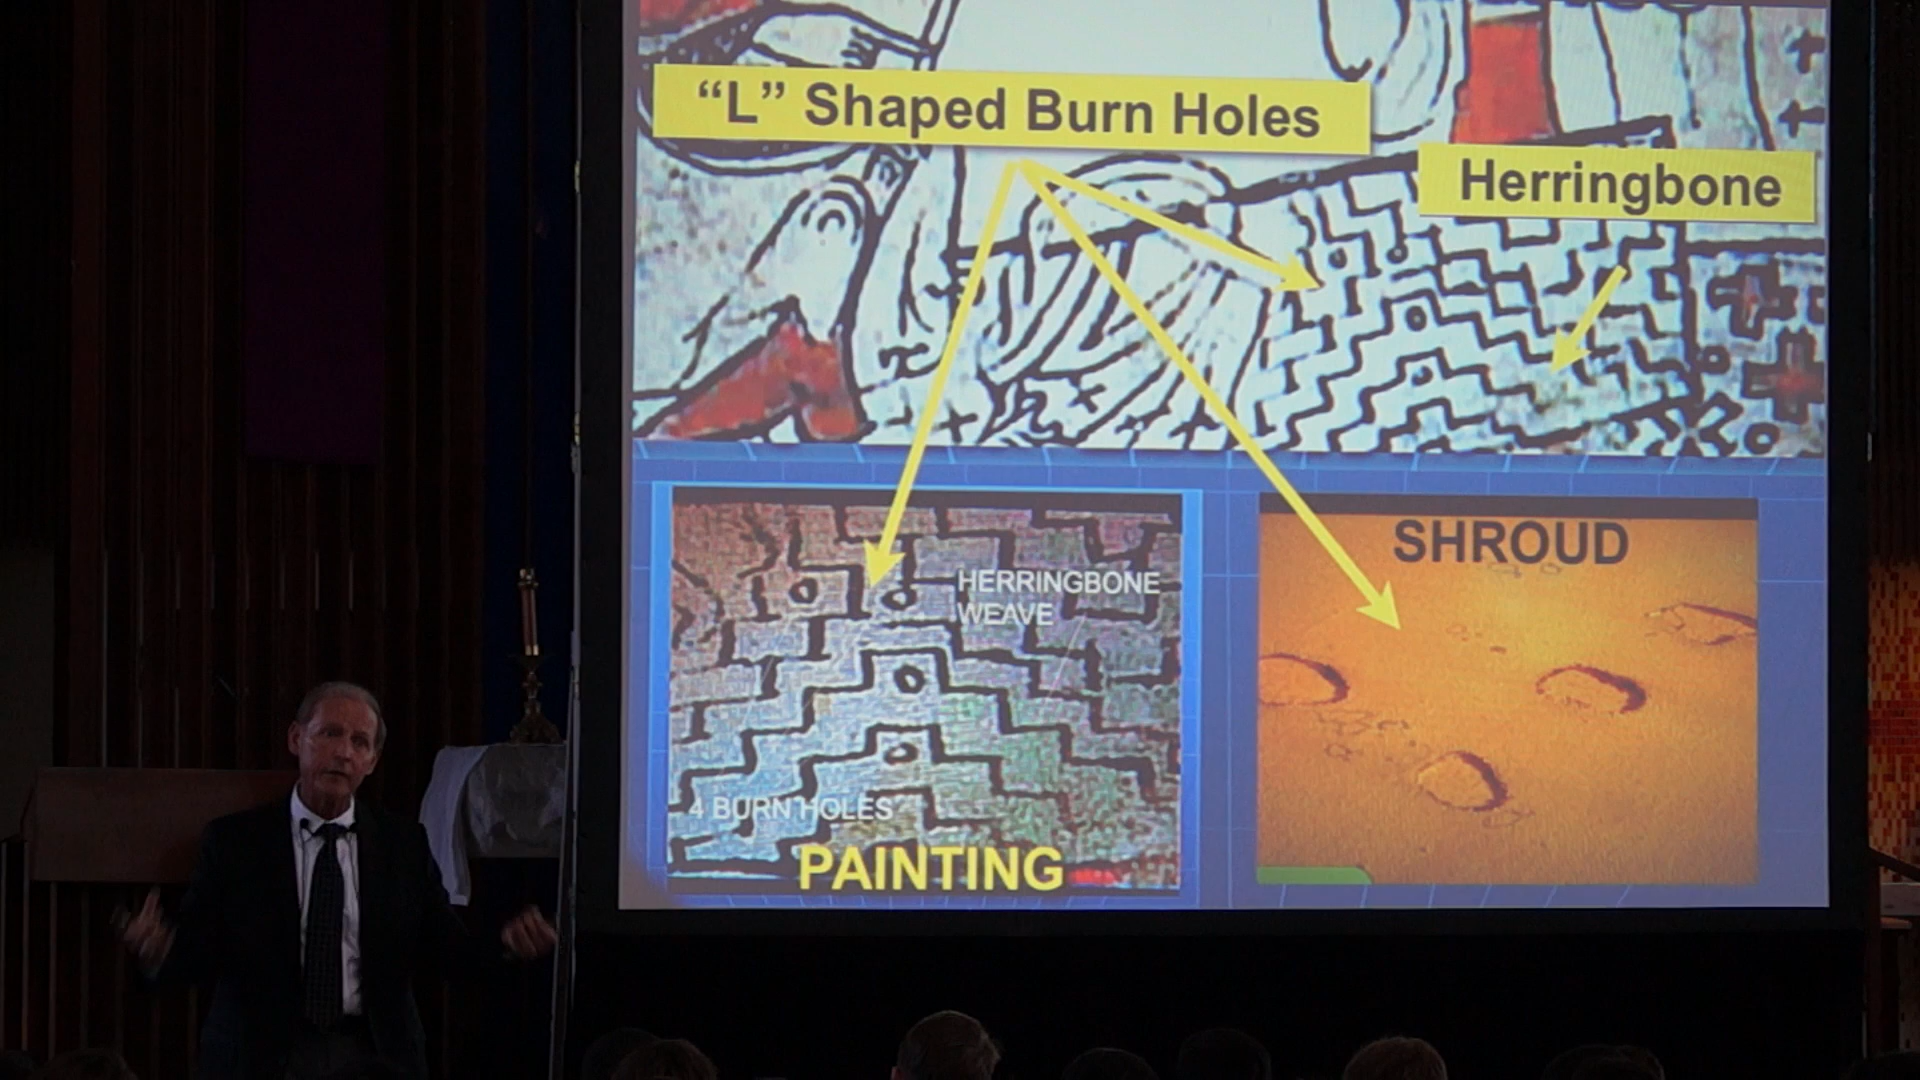 “L” Shaped Burn Holes
Herringbone
HERRINGBONE
WEAVE
4 BURN HOLES
PAINTING
SHROUD